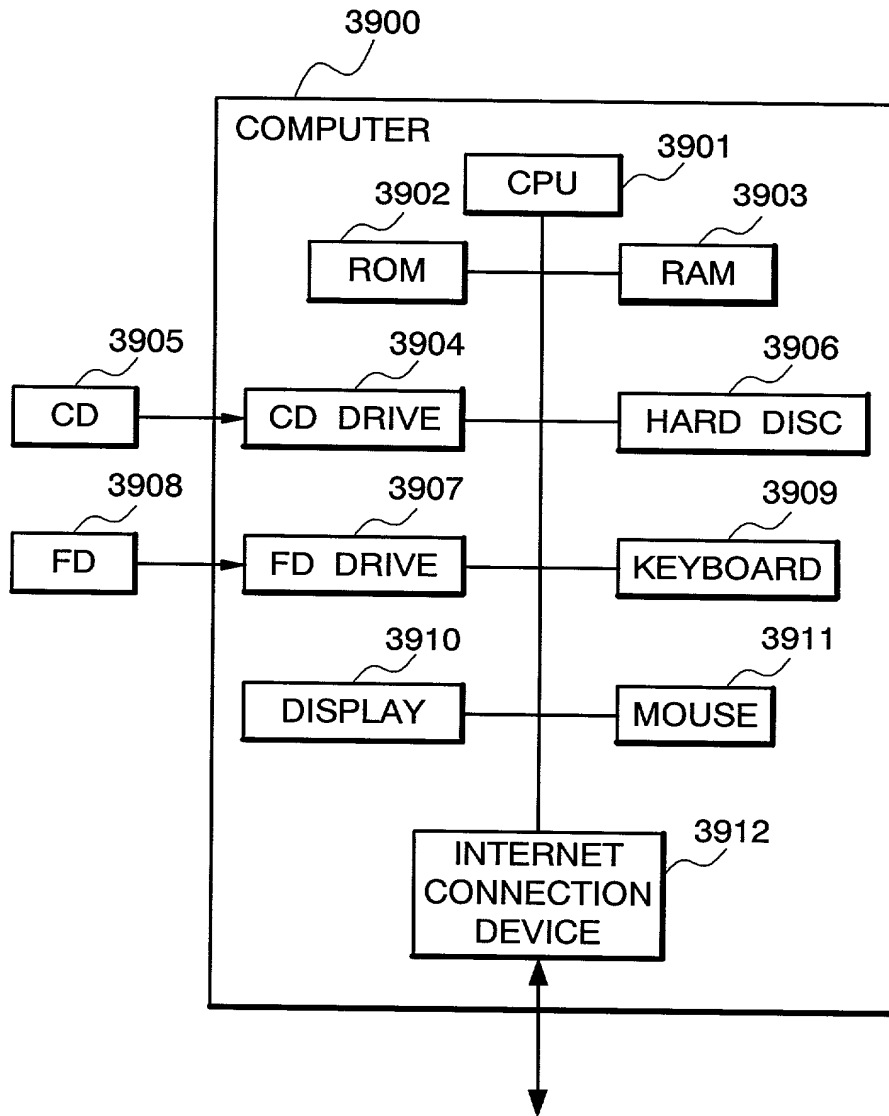 3900
COMPUTER
3901
CPU
3902
ROM
3903
RAM
3905
CD
3904
CD DRIVE
3906
HARD DISC
3908
FD
3907
FD DRIVE
3909
KEYBOARD
3910
DISPLAY
3911
MOUSE
3912
INTERNET
CONNECTION
DEVICE